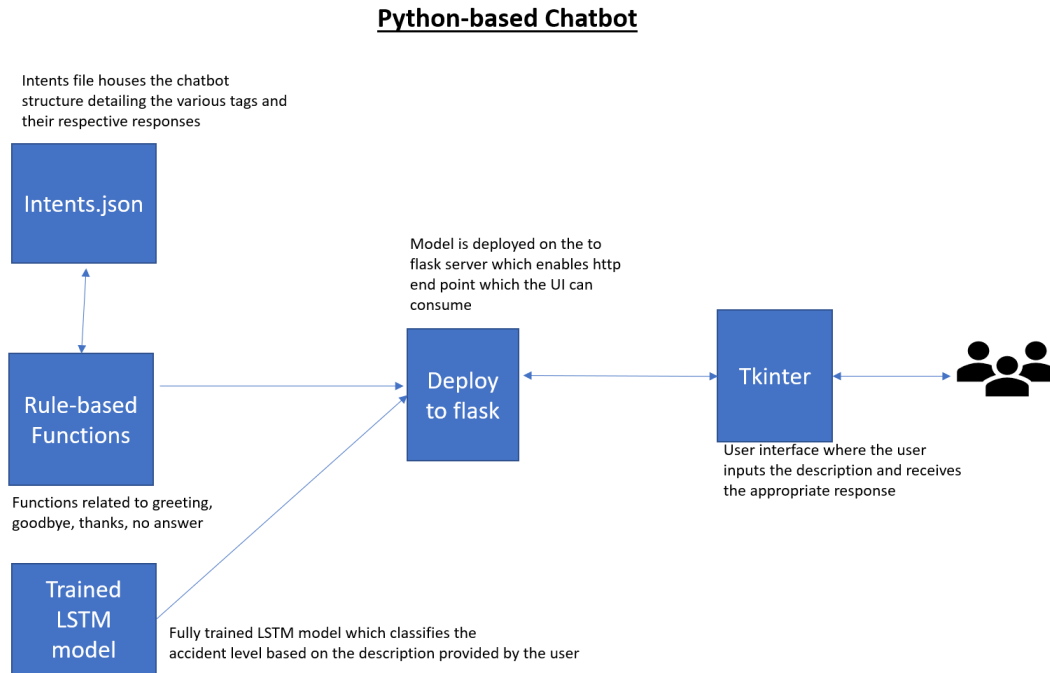 Python-based Chatbot
Intents file houses the chatbot
structure detailing the various tags and
their respective responses
Intents.json
Model is deployed on the to
flask server which enables http
end point which the UI can
consume
Rule-based
Functions
Deploy
to flask
Tkinter
User interface where the user
inputs the description and receives
the appropriate response
Functions related to greeting,
goodbye, thanks, no answer
Trained
LSTM
model
Fully trained LSTM model which classifies the
accident level based on the description provided by the user